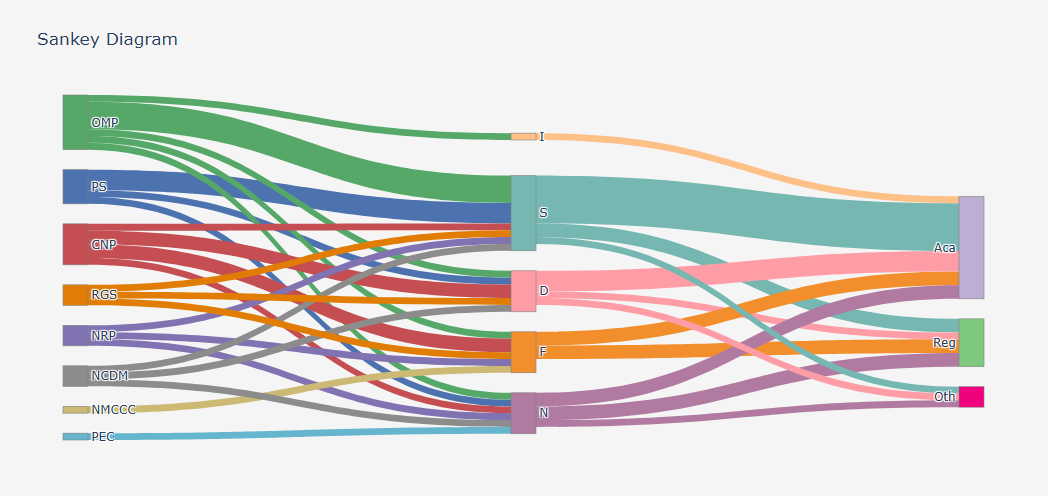 Sankey Diagram
OMP
PS
CNP
RGS
NRP
NCDM
NMCCC
PEC
I
S
D
F
N
Aca
Reg
Oth